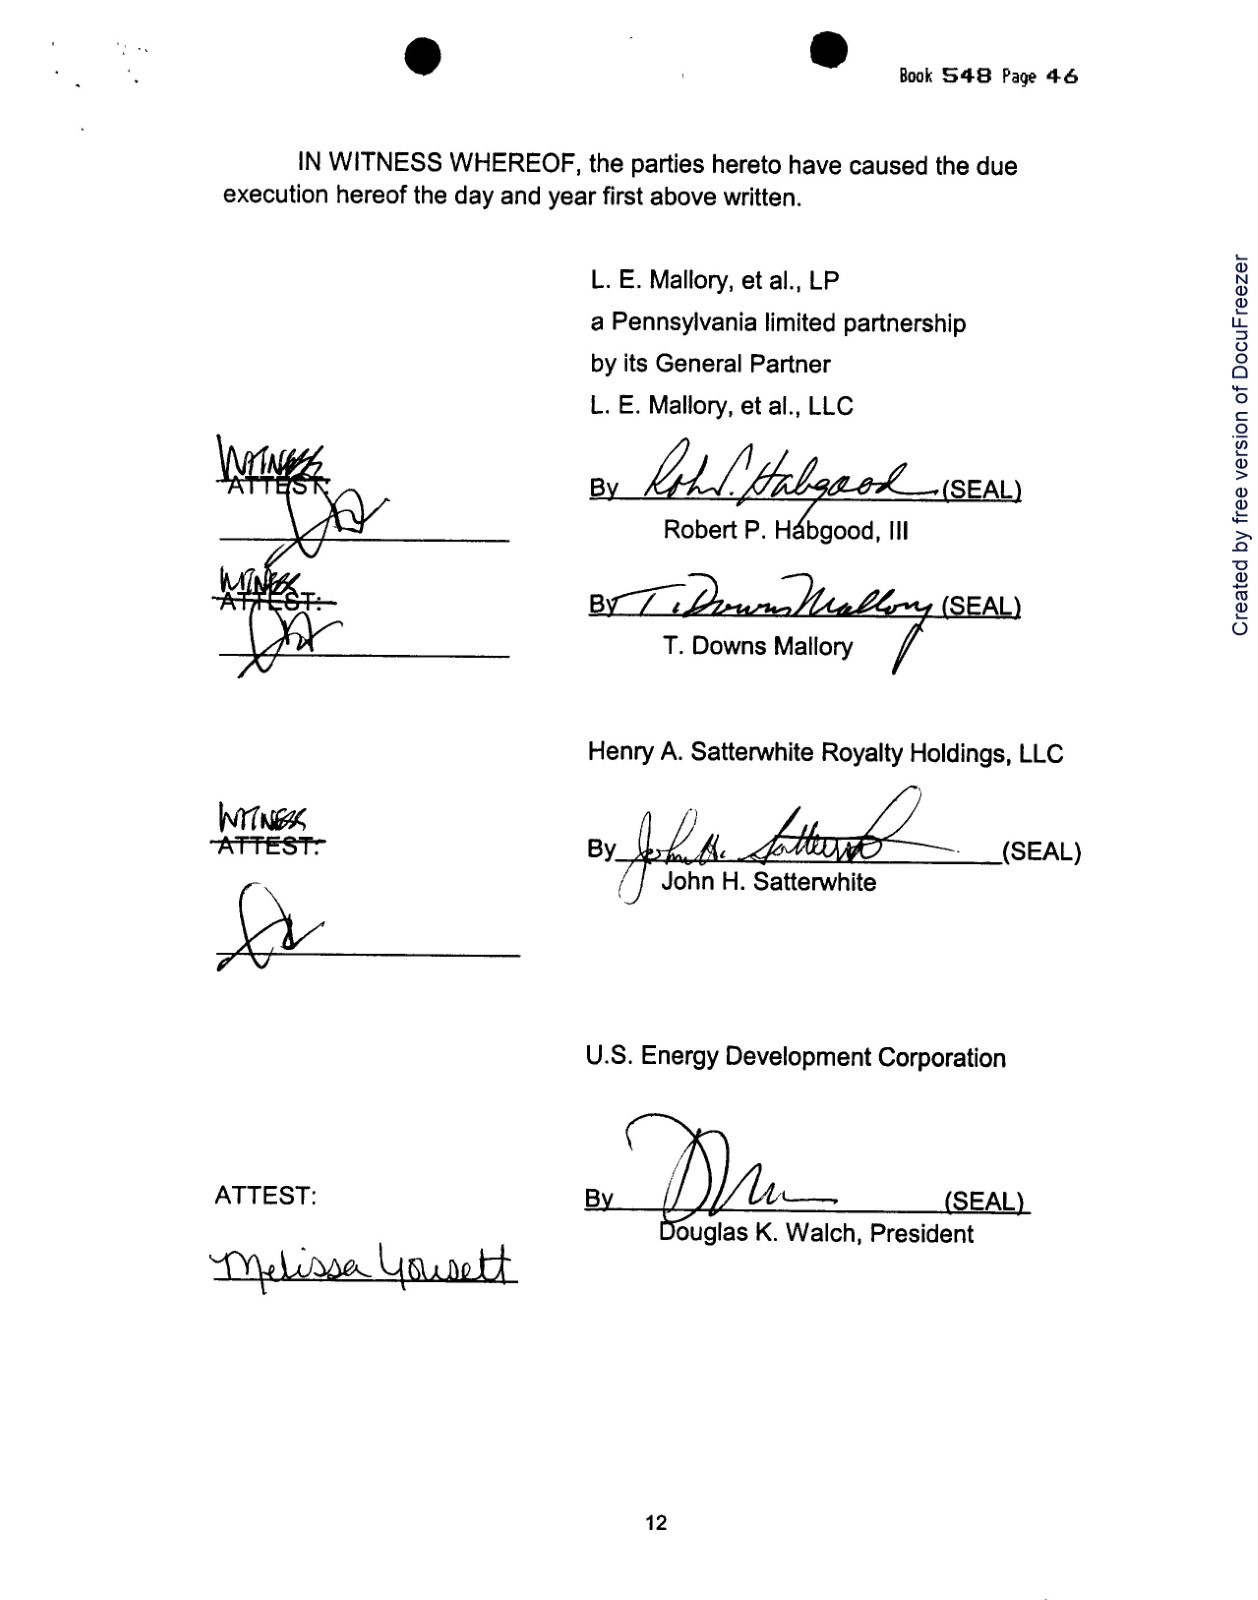 Book 548 Page 46
IN WITNESS WHEREOF, the parties hereto have caused the due
execution hereof the day and year first above written.
L. E. Mallory, et al., LP
a Pennsylvania limited partnership
by its General Partner
L. E. Mallory, et al., LLC
WITNESS
ATTEST:
By Robt P. Habgood (SEAL)
Robert P. Habgood, III
WITNESS
ATTEST:
By T. Downs Mallory (SEAL)
T. Downs Mallory
Henry A. Satterwhite Royalty Holdings, LLC
WITNESS
ATTEST:
By John H. Satterwhite (SEAL)
John H. Satterwhite
U.S. Energy Development Corporation
ATTEST:
By (SEAL)
Douglas K. Walch, President
Melissa Yousett
12
Created by free version of DocuFreezer